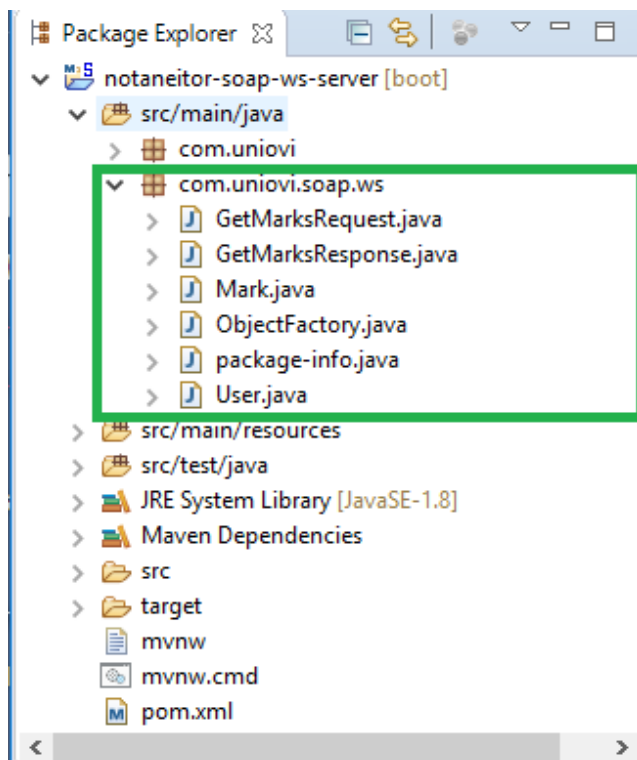 Package Explorer
notaneitor-soap-ws-server [boot]
src/main/java
com.uniovi
com.uniovi.soap.ws
GetMarksRequest.java
GetMarksResponse.java
Mark.java
ObjectFactory.java
package-info.java
User.java
src/main/resources
src/test/java
JRE System Library [JavaSE-1.8]
Maven Dependencies
src
target
mvnw
mvnw.cmd
pom.xml